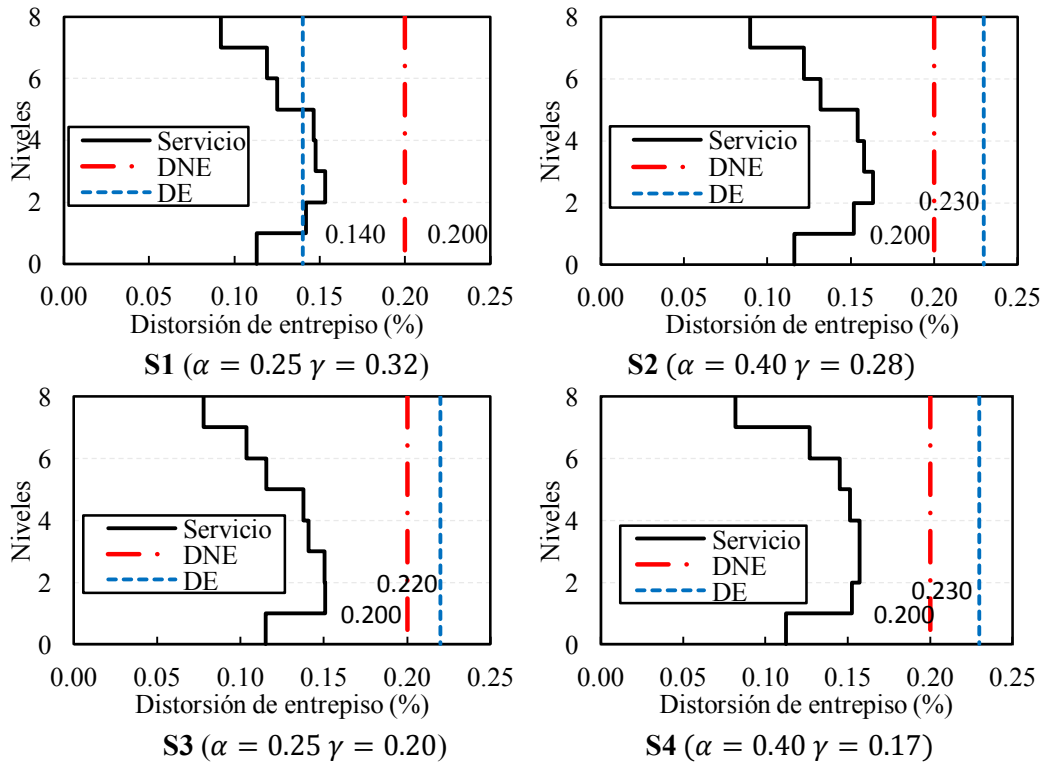 8
6
4
2
0
Niveles
Servicio
DNE
DE
0.140
0.200
0.00
0.05
0.10
0.15
0.20
0.25
Distorsión de entrepiso (%)
S1 (α = 0.25 γ = 0.32)
8
6
4
2
0
Niveles
Servicio
DNE
DE
0.230
0.200
0.00
0.05
0.10
0.15
0.20
0.25
Distorsión de entrepiso (%)
S2 (α = 0.40 γ = 0.28)
8
6
4
2
0
Niveles
Servicio
DNE
DE
0.220
0.200
0.00
0.05
0.10
0.15
0.20
0.25
Distorsión de entrepiso (%)
S3 (α = 0.25 γ = 0.20)
8
6
4
2
0
Niveles
Servicio
DNE
DE
0.230
0.200
0.00
0.05
0.10
0.15
0.20
0.25
Distorsión de entrepiso (%)
S4 (α = 0.40 γ = 0.17)